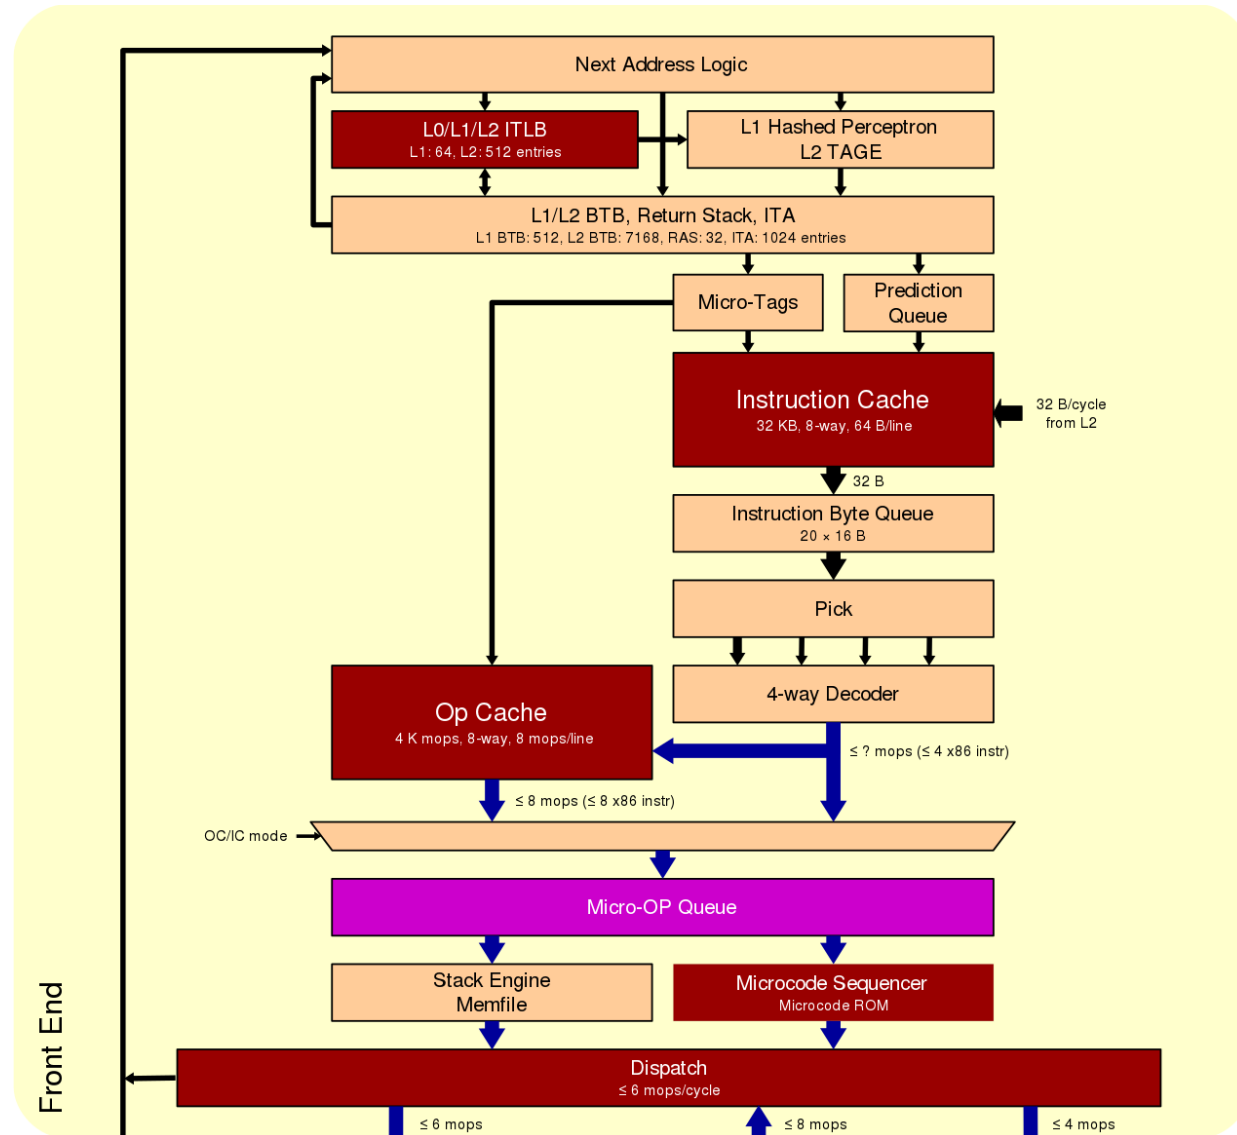 Next Address Logic
L0/L1/L2 ITLB
L1: 64, L2: 512 entries
L1 Hashed Perceptron
L2 TAGE
L1/L2 BTB, Return Stack, ITA
L1 BTB: 512, L2 BTB: 7168, RAS: 32, ITA: 1024 entries
Micro-Tags
Prediction
Queue
Instruction Cache
32 KB, 8-way, 64 B/line
32 B/cycle
from L2
32 B
Instruction Byte Queue
20 × 16 B
Pick
4-way Decoder
Op Cache
4 K mops, 8-way, 8 mops/line
≤ ? mops (≤ 4 x86 instr)
≤ 8 mops (≤ 8 x86 instr)
OC/IC mode
Micro-OP Queue
Stack Engine
Memfile
Microcode Sequencer
Microcode ROM
Front End
Dispatch
≤ 6 mops/cycle
≤ 6 mops
≤ 8 mops
≤ 4 mops